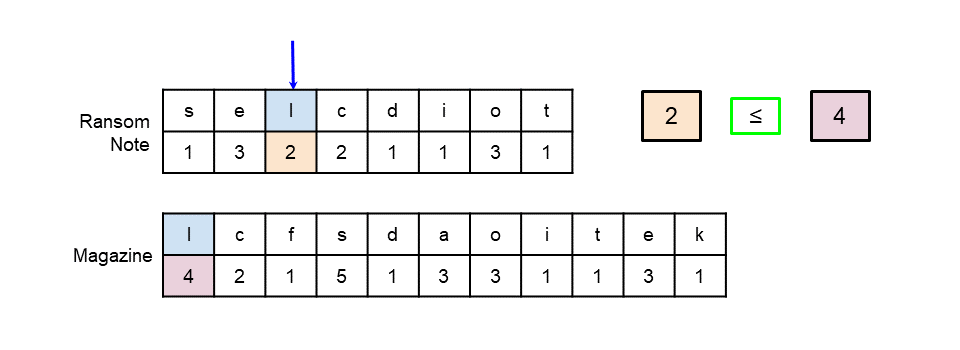 s e l c d i o t
Ransom Note
1 3 2 2 1 1 3 1
2 ≤ 4
l c f s d a o i t e k
Magazine
4 2 1 5 1 3 3 1 1 3 1